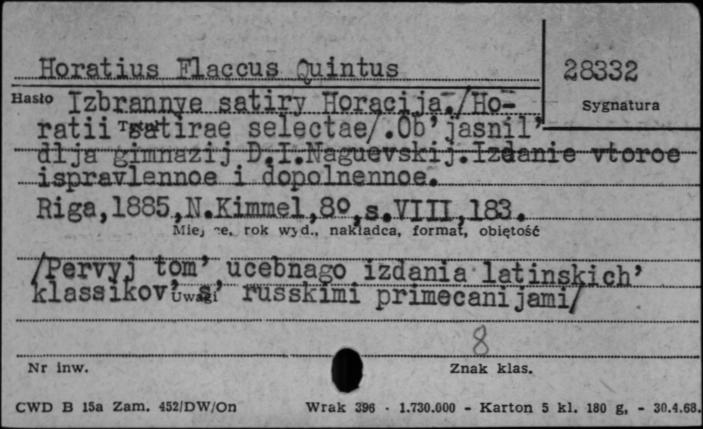 Horatius Flaccus Quintus
28332
Hasło Izbrannye satiry Horacija./Ho-
Sygnatura
ratii satirae selectae/.Ob'jasnil'
dlja gimnazij D.I.Naguevskij.Izdanie vtoroe
ispravlennoe i dopolnennoe.
Riga,1885,N.Kimmel,8°,s.VIII,183.
Miejsce, rok wyd., nakładca, format, objętość
/Pervyj tom' ucebnago izdania latinskich'
klassikov' s' russkimi primecanijami/
Uwagi
8
Nr inw.
Znak klas.
CWD B 15a Zam. 452/DW/On Wrak 396 - 1.730.000 - Karton 5 kl. 180 g, - 30.4.68.